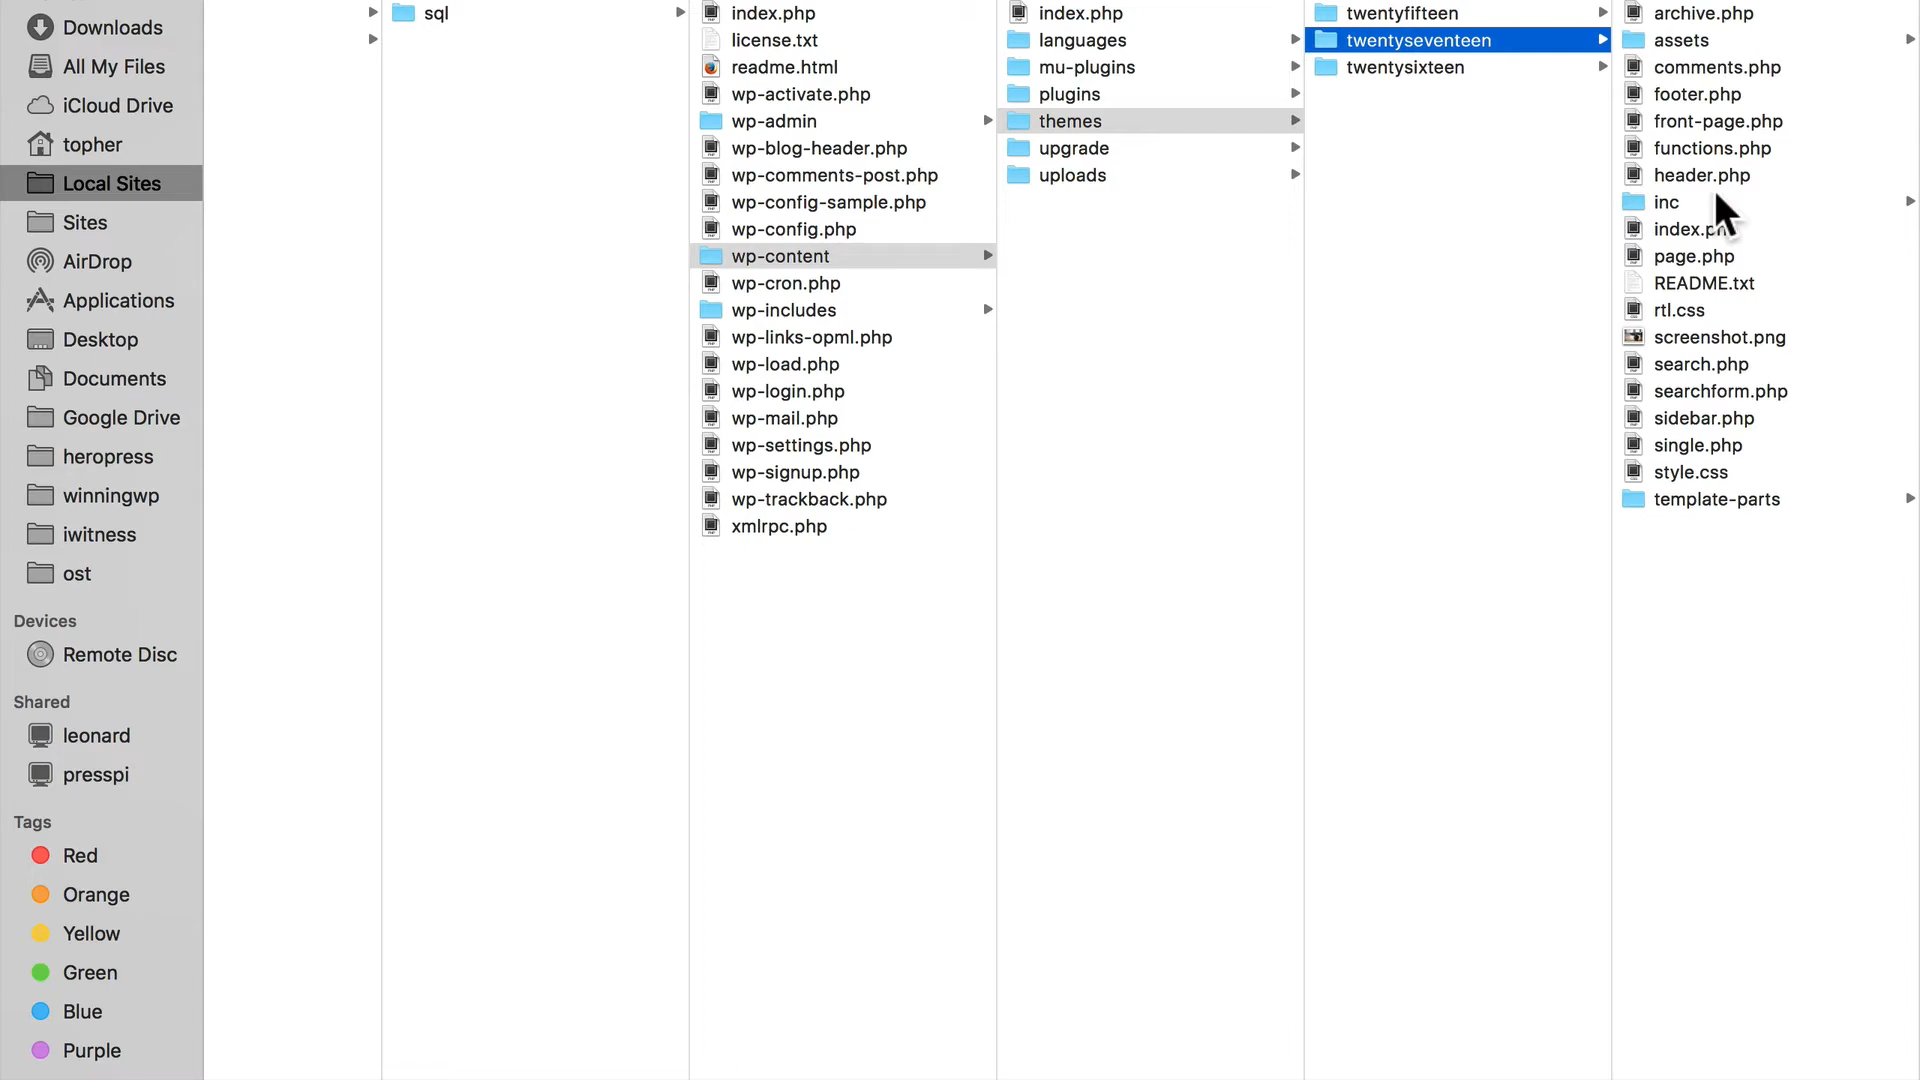 Downloads
All My Files
iCloud Drive
topher
Local Sites
Sites
AirDrop
Applications
Desktop
Documents
Google Drive
heropress
winningwp
iwitness
ost
Devices
Remote Disc
Shared
leonard
presspi
Tags
Red
Orange
Yellow
Green
Blue
Purple
sql
index.php
license.txt
readme.html
wp-activate.php
wp-admin
wp-blog-header.php
wp-comments-post.php
wp-config-sample.php
wp-config.php
wp-content
wp-cron.php
wp-includes
wp-links-opml.php
wp-load.php
wp-login.php
wp-mail.php
wp-settings.php
wp-signup.php
wp-trackback.php
xmlrpc.php
index.php
languages
mu-plugins
plugins
themes
upgrade
uploads
twentyfifteen
twentyseventeen
twentysixteen
archive.php
assets
comments.php
footer.php
front-page.php
functions.php
header.php
inc
index.php
page.php
README.txt
rtl.css
screenshot.png
search.php
searchform.php
sidebar.php
single.php
style.css
template-parts